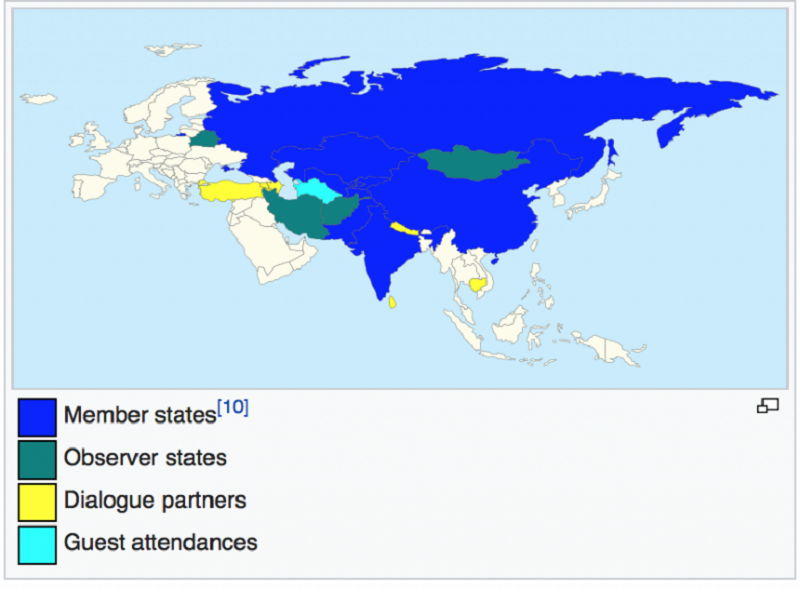 Member states[10]
Observer states
Dialogue partners
Guest attendances